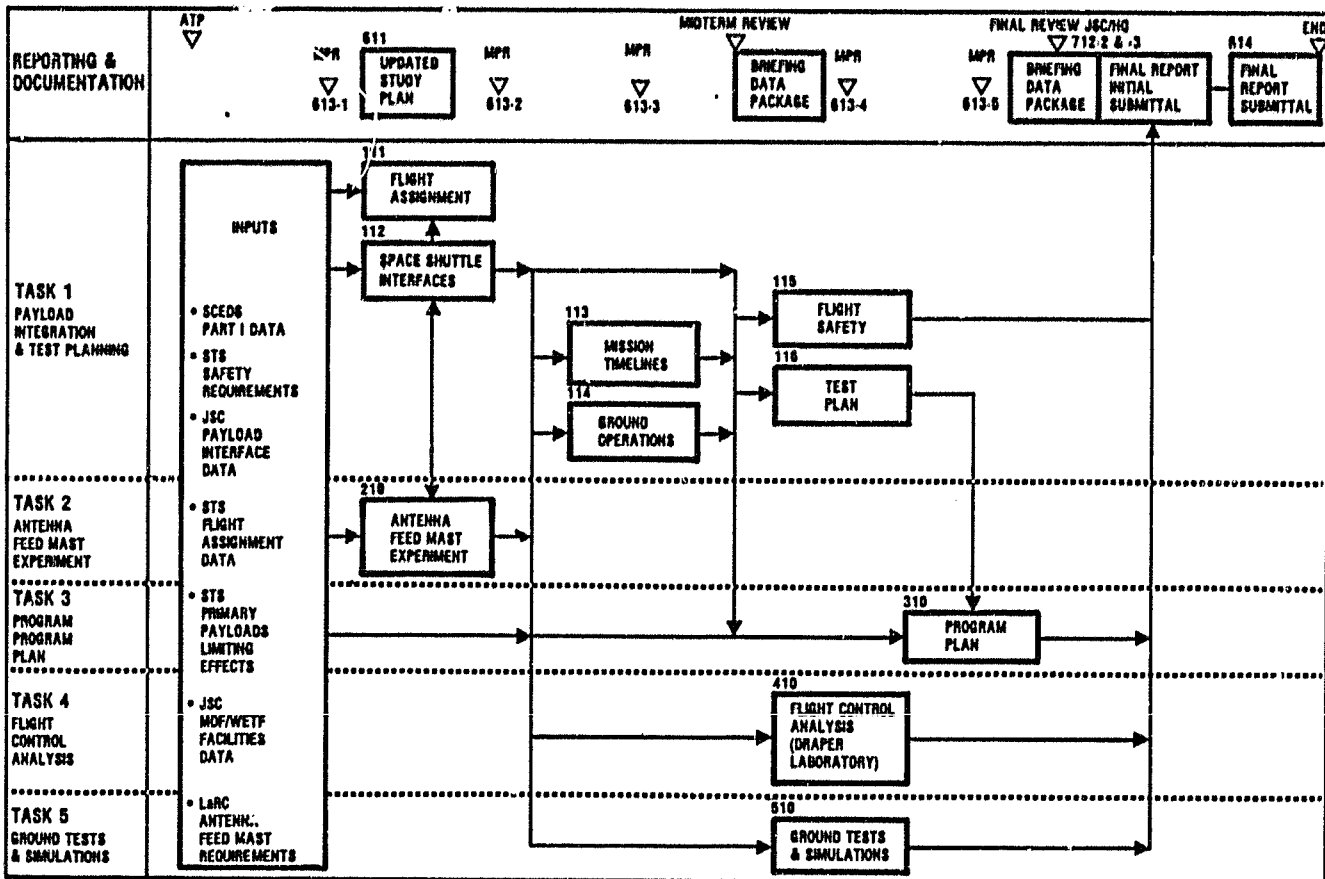 REPORTING &
DOCUMENTATION
ATP
MPR
613-1
611
UPDATED
STUDY
PLAN
MPR
613-2
MPR
613-3
MIDTERM REVIEW
BRIEFING
DATA
PACKAGE
MPR
613-4
MPR
613-5
FINAL REVIEW JSC/HQ
712-2 & -3
BRIEFING
DATA
PACKAGE
FINAL REPORT
INITIAL
SUBMITTAL
614
FINAL
REPORT
SUBMITTAL
END
TASK 1
PAYLOAD
INTEGRATION
& TEST PLANNING
INPUTS
• SCEDS
PART I DATA
• STS
SAFETY
REQUIREMENTS
• JSC
PAYLOAD
INTERFACE
DATA
• STS
FLIGHT
ASSIGNMENT
DATA
• STS
PRIMARY
PAYLOADS
LIMITING
EFFECTS
• JSC
MDF/WETF
FACILITIES
DATA
• LaRC
FEED MAST
REQUIREMENTS
111
FLIGHT
ASSIGNMENT
112
SPACE SHUTTLE
INTERFACES
113
MISSION
TIMELINES
114
GROUND
OPERATIONS
115
FLIGHT
SAFETY
116
TEST
PLAN
TASK 2
ANTENNA
FEED MAST
EXPERIMENT
210
ANTENNA
FEED MAST
EXPERIMENT
TASK 3
PROGRAM
PROGRAM
PLAN
310
PROGRAM
PLAN
TASK 4
FLIGHT
CONTROL
ANALYSIS
410
FLIGHT CONTROL
ANALYSIS
(DRAPER
LABORATORY)
TASK 5
GROUND TESTS
& SIMULATIONS
510
GROUND TESTS
& SIMULATIONS